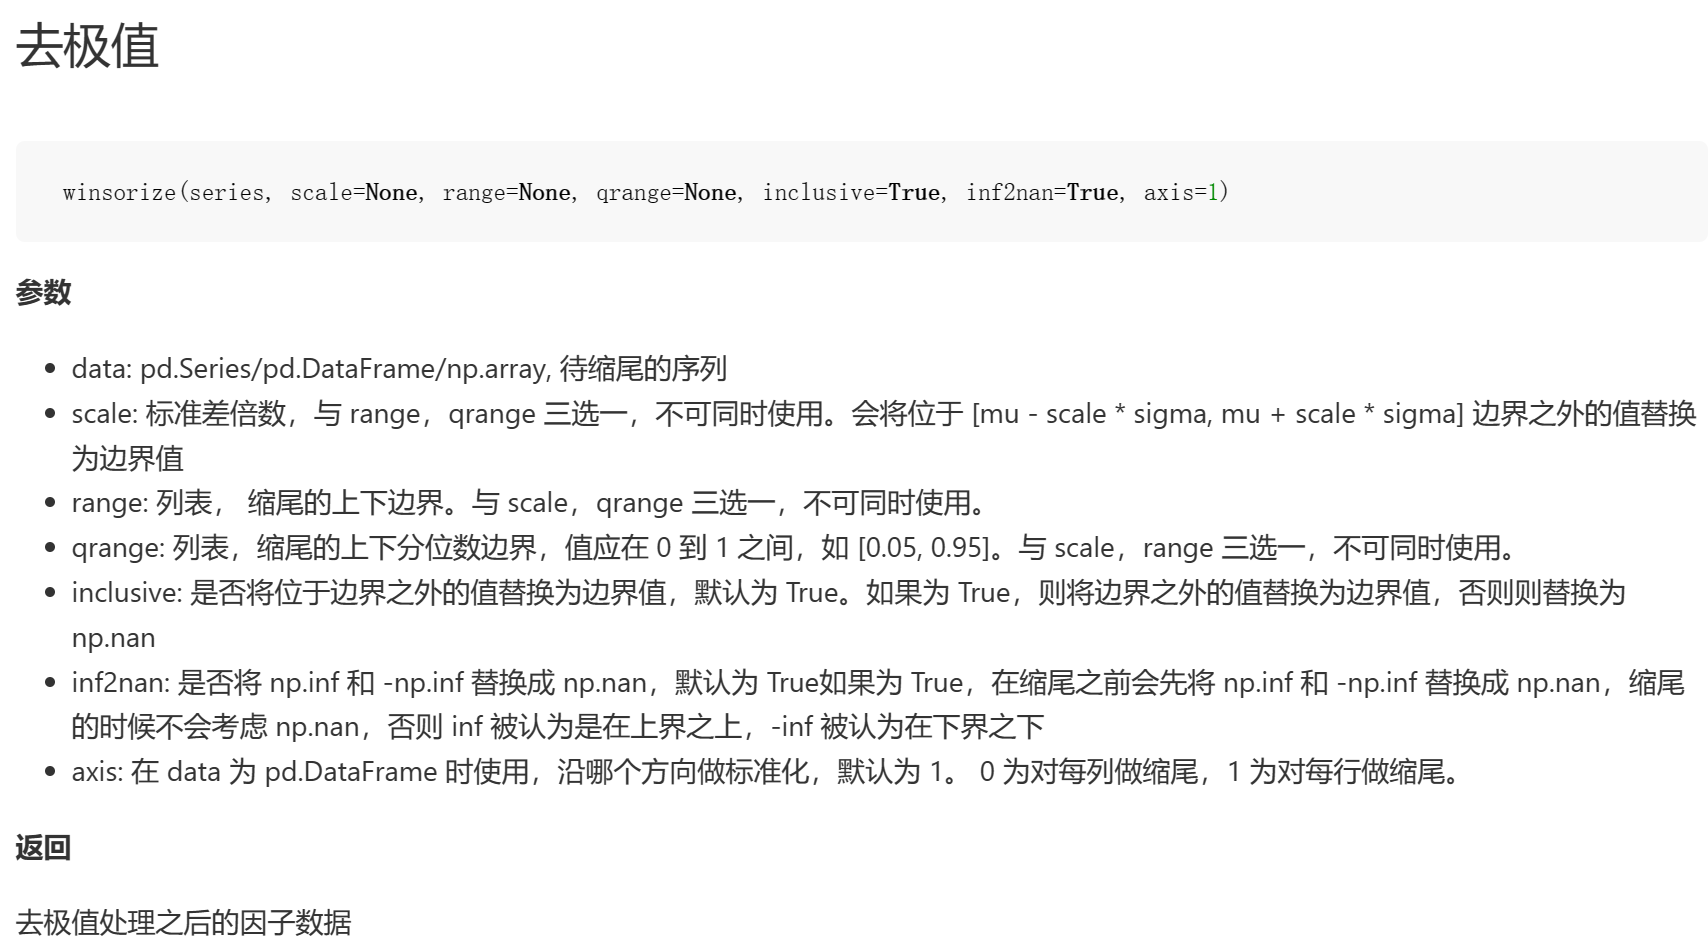 去极值
winsorize(series, scale=None, range=None, qrange=None, inclusive=True, inf2nan=True, axis=1)
参数
• data: pd.Series/pd.DataFrame/np.array, 待缩尾的序列
• scale: 标准差倍数，与 range，qrange 三选一，不可同时使用。会将位于 [mu - scale * sigma, mu + scale * sigma] 边界之外的值替换
为边界值
• range: 列表， 缩尾的上下边界。与 scale，qrange 三选一，不可同时使用。
• qrange: 列表，缩尾的上下分位数边界，值应在 0 到 1 之间，如 [0.05, 0.95]。与 scale，range 三选一，不可同时使用。
• inclusive: 是否将位于边界之外的值替换为边界值，默认为 True。如果为 True，则将边界之外的值替换为边界值，否则则替换为
np.nan
• inf2nan: 是否将 np.inf 和 -np.inf 替换成 np.nan，默认为 True如果为 True，在缩尾之前会先将 np.inf 和 -np.inf 替换成 np.nan，缩尾
的时候不会考虑 np.nan，否则 inf 被认为是在上界之上，-inf 被认为在下界之下
• axis: 在 data 为 pd.DataFrame 时使用，沿哪个方向做标准化，默认为 1。 0 为对每列做缩尾，1 为对每行做缩尾。
返回
去极值处理之后的因子数据